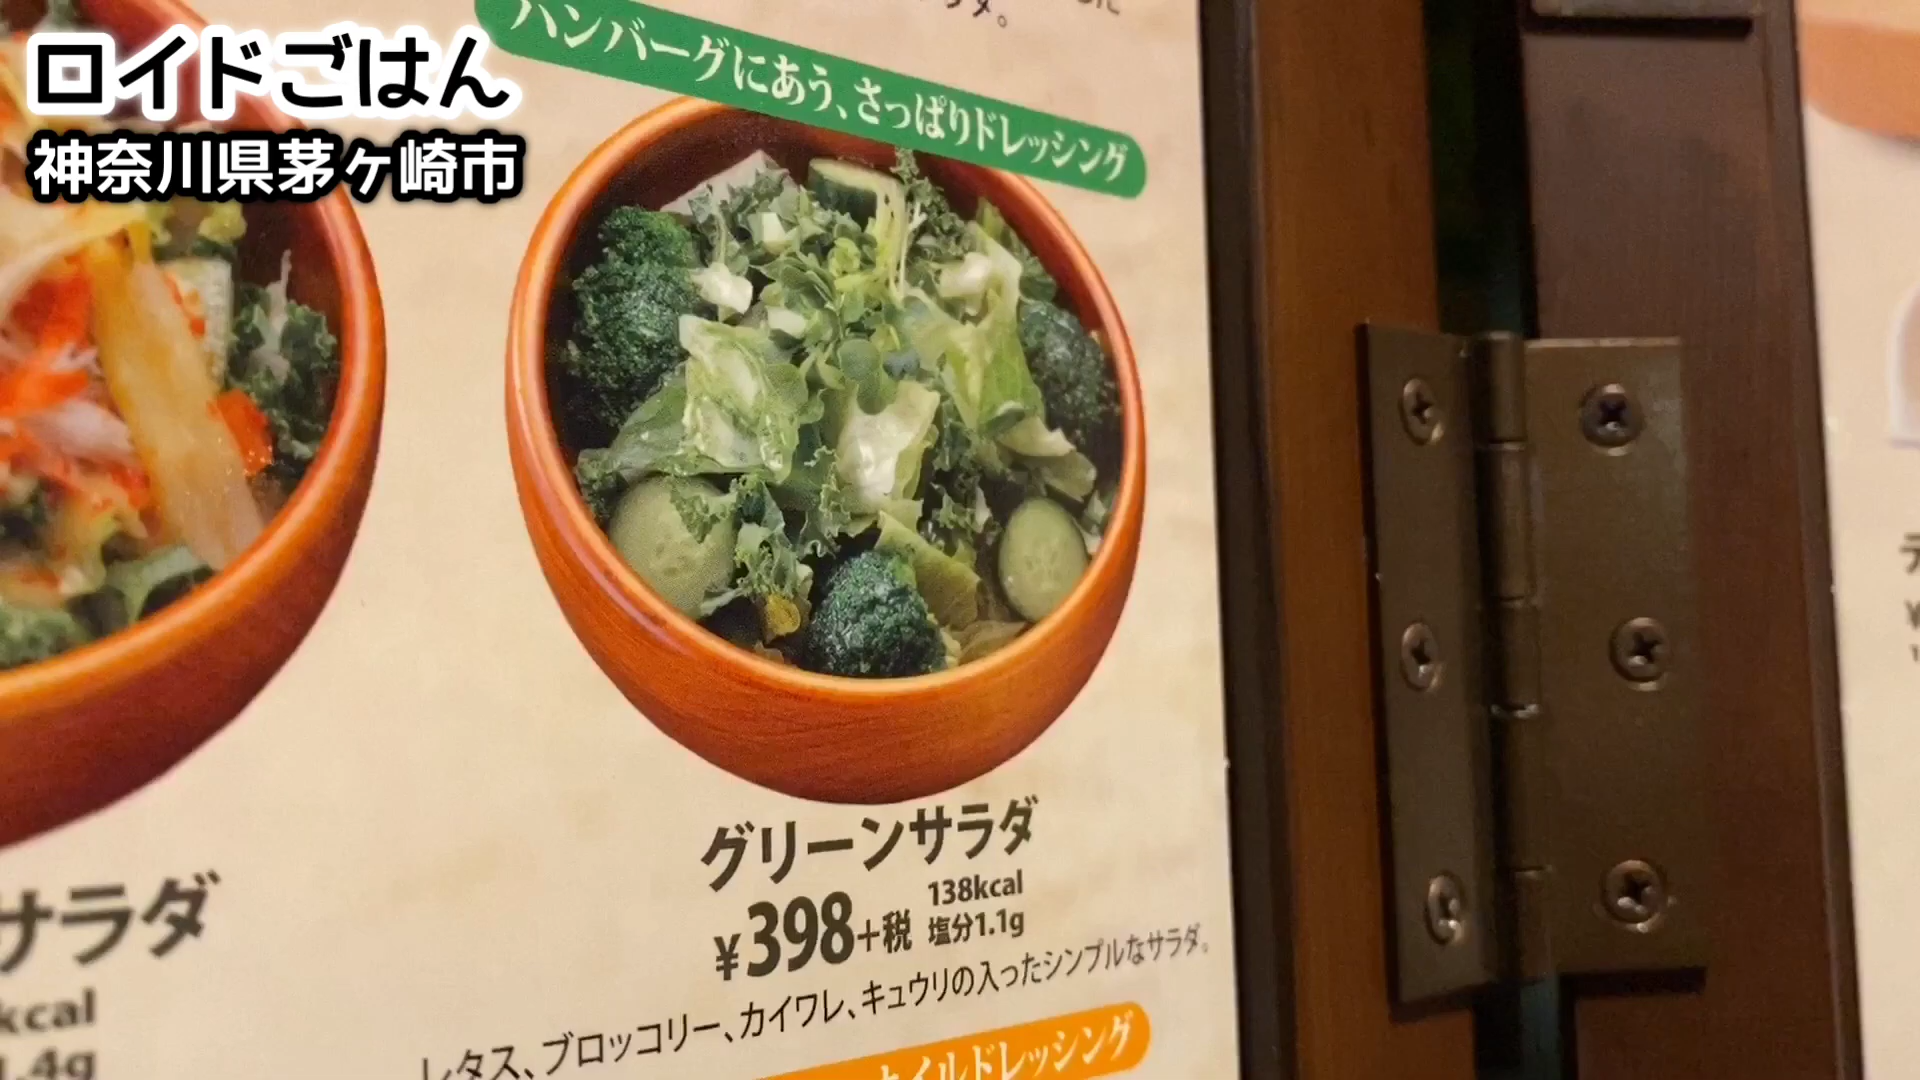 ロイドごはん
神奈川県茅ヶ崎市
ハンバーグにあう、さっぱりドレッシング
グリーンサラダ
¥398+税
138kcal
塩分1.1g
レタス、ブロッコリー、カイワレ、キュウリの入ったシンプルなサラダ。
イルドレッシング
サラダ
kcal
1.4g